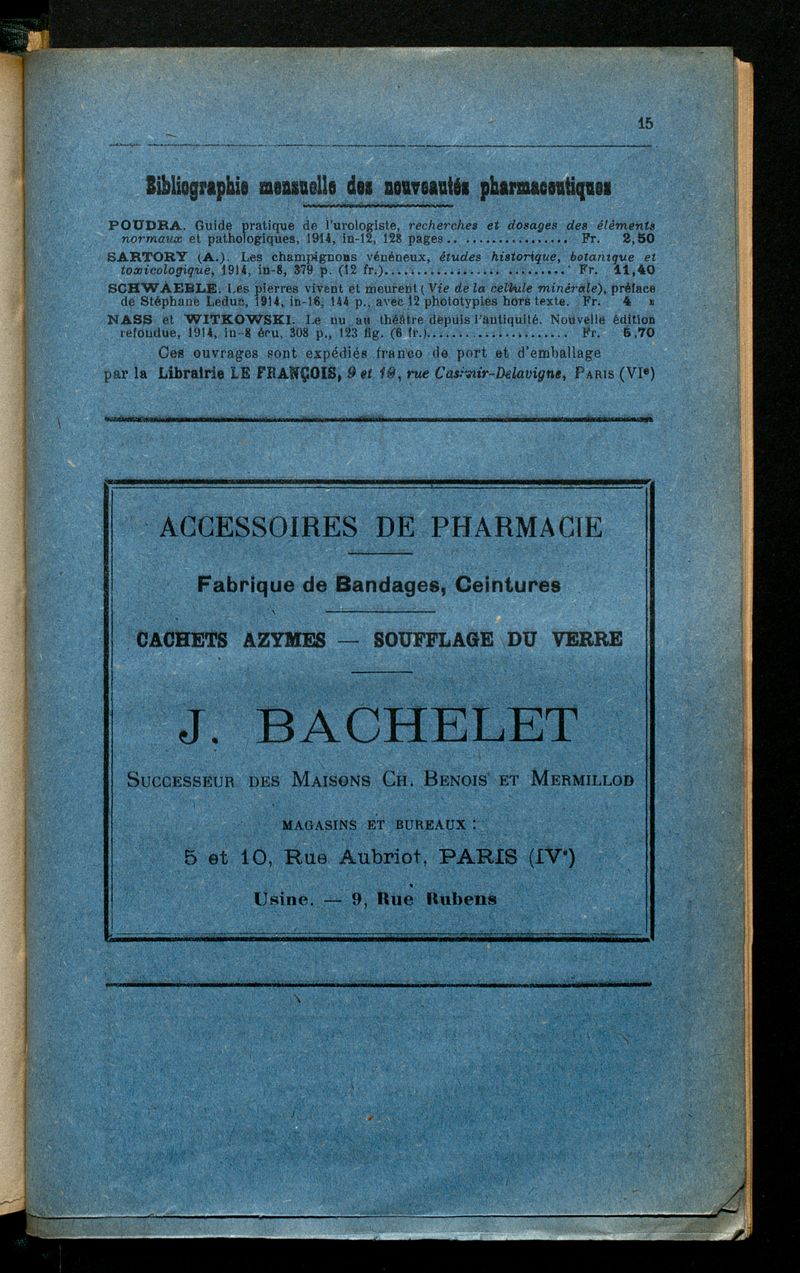 15
Bibliographie mensuelle des nouveautés pharmaceutiques
POUDRA. Guide pratique de l'urologiste, recherches et dosages des éléments
normaux et pathologiques, 1914, in-12, 128 pages.. ................ Fr. 2,50
SARTORY (A.). Les champignons vénéneux, études historique, botanique et
toxicologique, 1914, in-8, 379 p. (12 fr.)........................... Fr. 11,40
SCHWAEBLE. Les pierres vivent et meurent (Vie de la cellule minérale), préface
de Stéphane Leduc, 1914, in-16, 144 p., avec 12 phototypies hors texte. Fr. 4 »
NASS et WITKOWSKI. Le nu au théâtre depuis l'antiquité. Nouvelle édition
refondue, 1914, in-8 écu, 308 p., 123 fig. (6 fr.)..................... Fr. 5,70
Ces ouvrages sont expédiés franco de port et d'emballage
par la Librairie LE FRANÇOIS, 9 et 10, rue Casimir-Delavigne, PARIS (VIe)
ACCESSOIRES DE PHARMACIE
Fabrique de Bandages, Ceintures
CACHETS AZYMES — SOUFFLAGE DU VERRE
J. BACHELET
SUCCESSEUR DES MAISONS CH. BENOIS ET MERMILLOD
MAGASINS ET BUREAUX :
5 et 10, Rue Aubriot, PARIS (IVe)
Usine. — 9, Rue Rubens